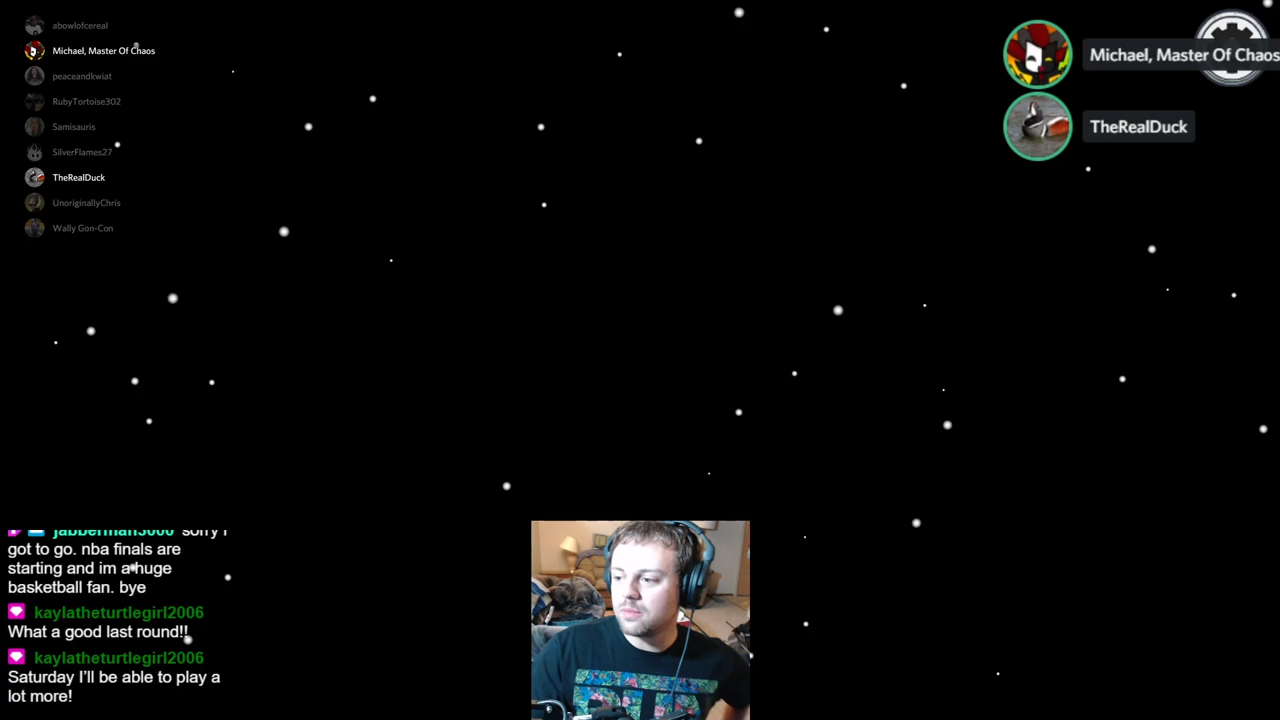 abowlofcereal
Michael, Master Of Chaos
peaceandkwiat
RubyTortoise302
Samisauris
SilverFlames27
TheRealDuck
UnoriginallyChris
Wally Gon-Con
Michael, Master Of Chaos
TheRealDuck
jabberman3000 sorry i
got to go. nba finals are
starting and im a huge
basketball fan. bye
kaylatheturtlegirl2006
What a good last round!!
kaylatheturtlegirl2006
Saturday I'll be able to play a
lot more!